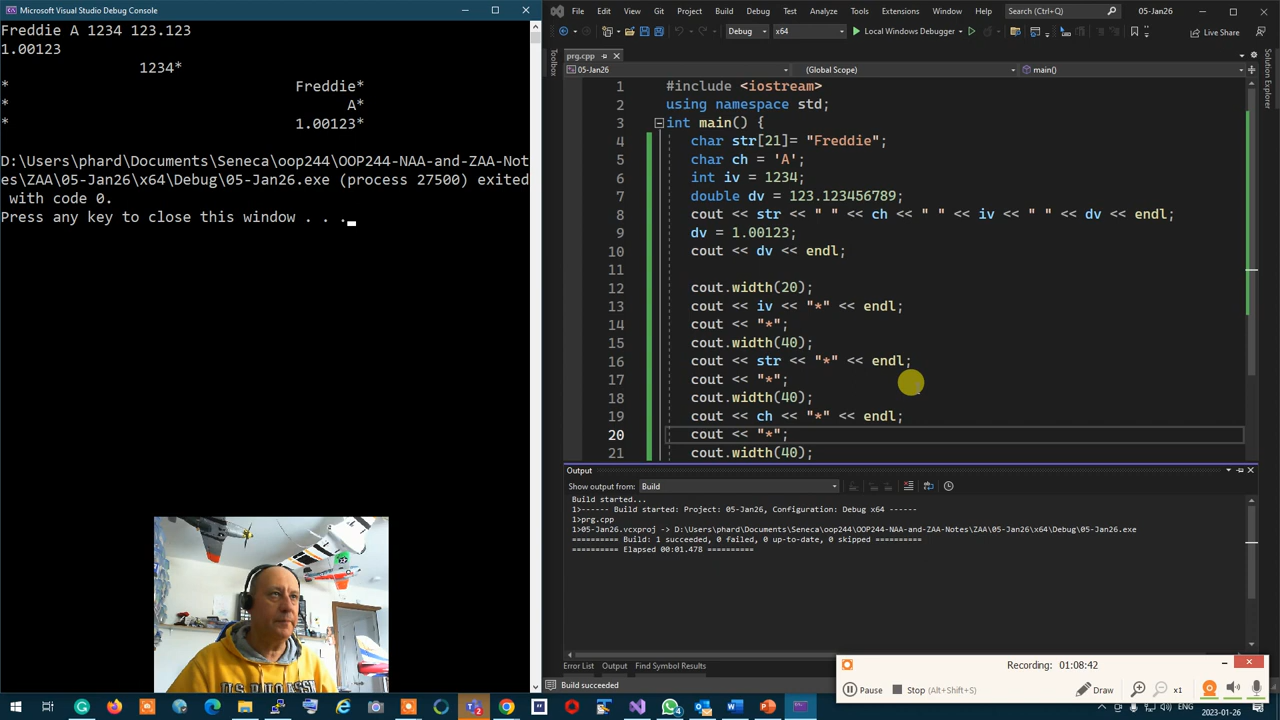 Microsoft Visual Studio Debug Console
Freddie A 1234 123.123
1.00123
1234*
* Freddie*
* A*
* 1.00123*
D:\Users\phard\Documents\Seneca\oop244\OOP244-NAA-and-ZAA-Not
es\ZAA\05-Jan26\x64\Debug\05-Jan26.exe (process 27500) exited
with code 0.
Press any key to close this window . . .
File Edit View Git Project Build Debug Test Analyze Tools Extensions Window Help Search (Ctrl+Q) 05-Jan26
Debug x64 Local Windows Debugger Live Share
Toolbox
Solution Explorer
prg.cpp
05-Jan26 (Global Scope) main()
1 #include <iostream>
2 using namespace std;
3 int main() {
4 char str[21]= "Freddie";
5 char ch = 'A';
6 int iv = 1234;
7 double dv = 123.123456789;
8 cout << str << " " << ch << " " << iv << " " << dv << endl;
9 dv = 1.00123;
10 cout << dv << endl;
11
12 cout.width(20);
13 cout << iv << "*" << endl;
14 cout << "*";
15 cout.width(40);
16 cout << str << "*" << endl;
17 cout << "*";
18 cout.width(40);
19 cout << ch << "*" << endl;
20 cout << "*";
21 cout.width(40);
Output
Show output from: Build
Build started...
1>------ Build started: Project: 05-Jan26, Configuration: Debug x64 ------
1>prg.cpp
1>05-Jan26.vcxproj -> D:\Users\phard\Documents\Seneca\oop244\OOP244-NAA-and-ZAA-Notes\ZAA\05-Jan26\x64\Debug\05-Jan26.exe
========== Build: 1 succeeded, 0 failed, 0 up-to-date, 0 skipped ==========
========== Elapsed 00:01.478 ==========
Error List Output Find Symbol Results
Build succeeded
Recording: 01:08:42
Pause Stop (Alt+Shift+S) Draw x1
ENG 2023-01-26